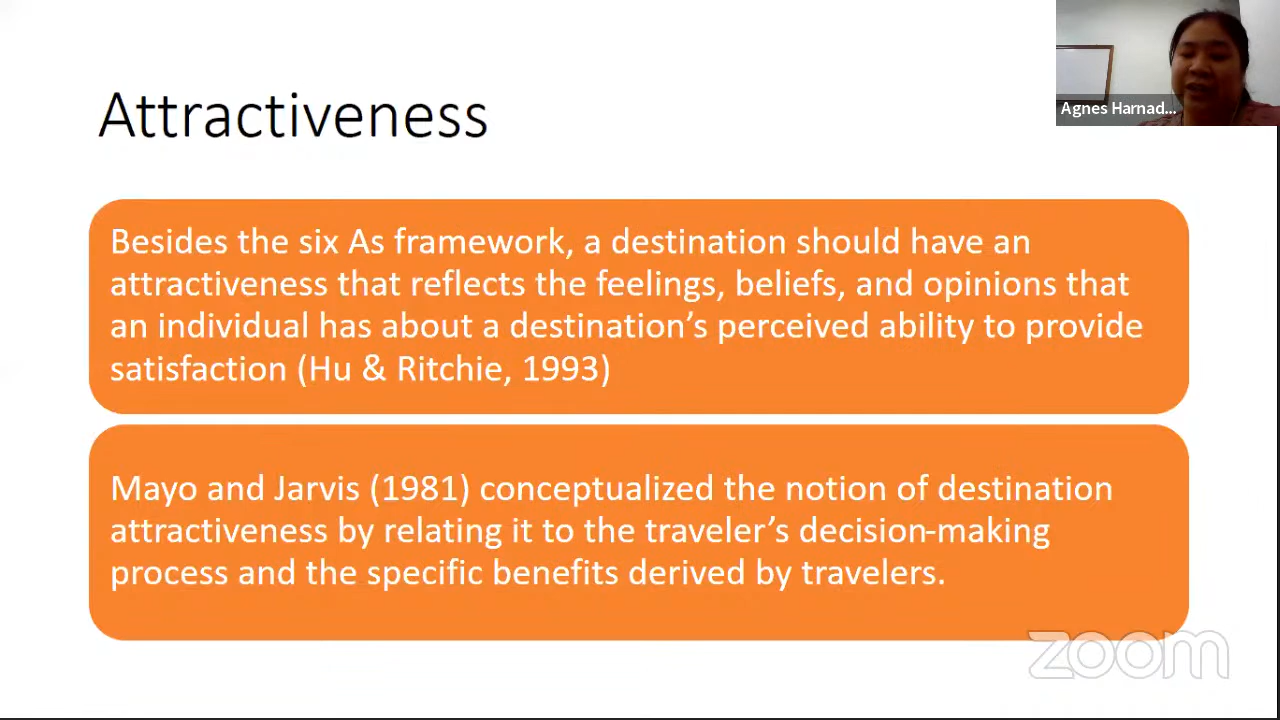 Attractiveness
Agnes Harnad...
Besides the six As framework, a destination should have an
attractiveness that reflects the feelings, beliefs, and opinions that
an individual has about a destination’s perceived ability to provide
satisfaction (Hu & Ritchie, 1993)
Mayo and Jarvis (1981) conceptualized the notion of destination
attractiveness by relating it to the traveler’s decision-making
process and the specific benefits derived by travelers.
zoom